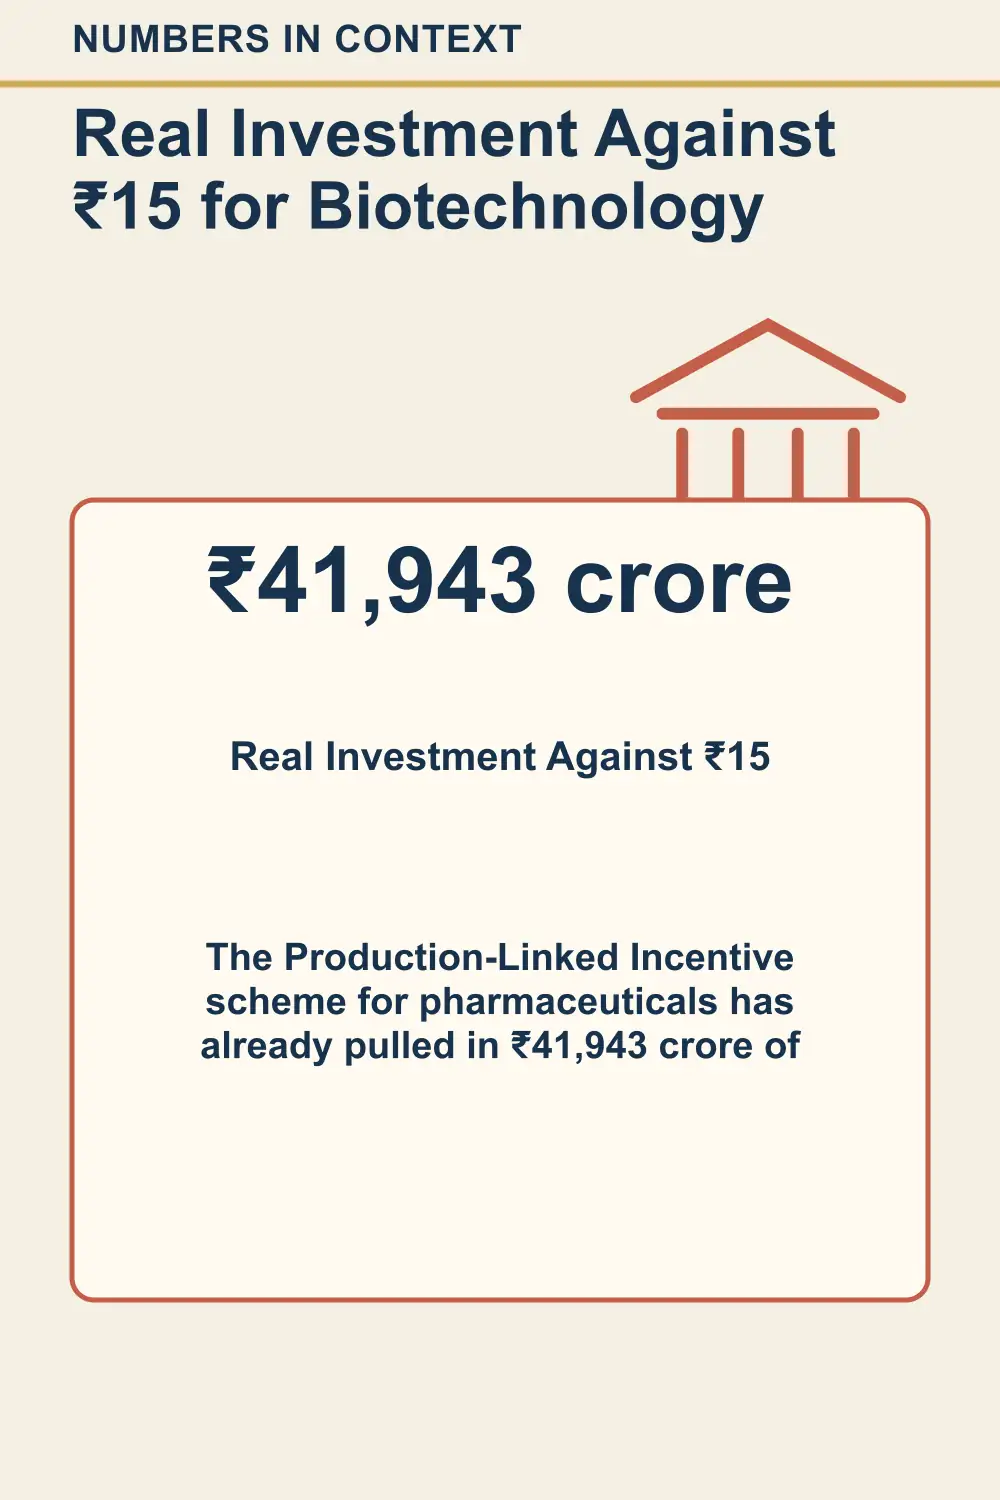 NUMBERS IN CONTEXT
Real Investment Against
₹15 for Biotechnology
₹41,943 crore
Real Investment Against ₹15
The Production-Linked Incentive
scheme for pharmaceuticals has
already pulled in ₹41,943 crore of